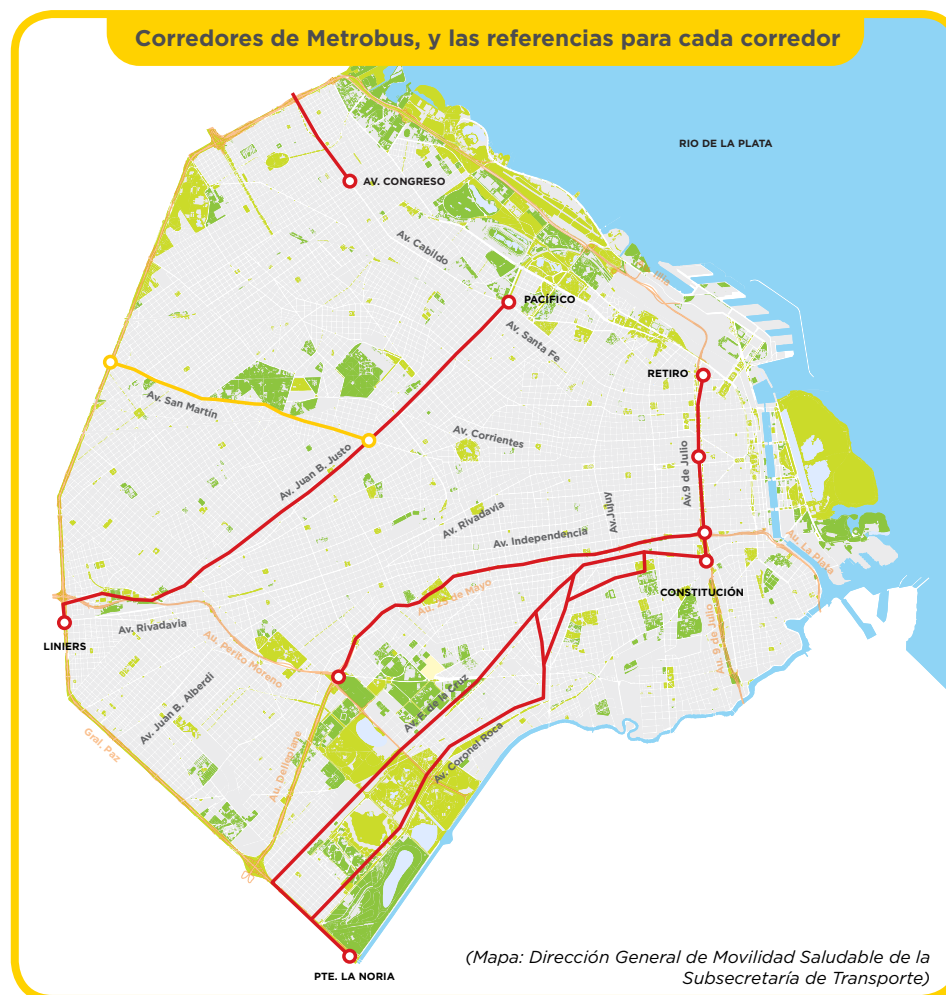 Corredores de Metrobus, y las referencias para cada corredor
RIO DE LA PLATA
AV. CONGRESO
Av. Cabildo
PACÍFICO
Illia
Av. Santa Fe
RETIRO
Av. San Martín
Av. Corrientes
Av. Juan B. Justo
Av.9 de Julio
Av.Jujuy
Av. Rivadavia
Av. Independencia
Au. La Plata
CONSTITUCIÓN
Au. 25 de Mayo
Av. Rivadavia
LINIERS
Au. Perito Moreno
Au. 9 de Julio
Av. Juan B. Alberdi
Av. F. de la Cruz
Gral. Paz
Au. Dellepiane
Av. Coronel Roca
PTE. LA NORIA
(Mapa: Dirección General de Movilidad Saludable de la
Subsecretaría de Transporte)